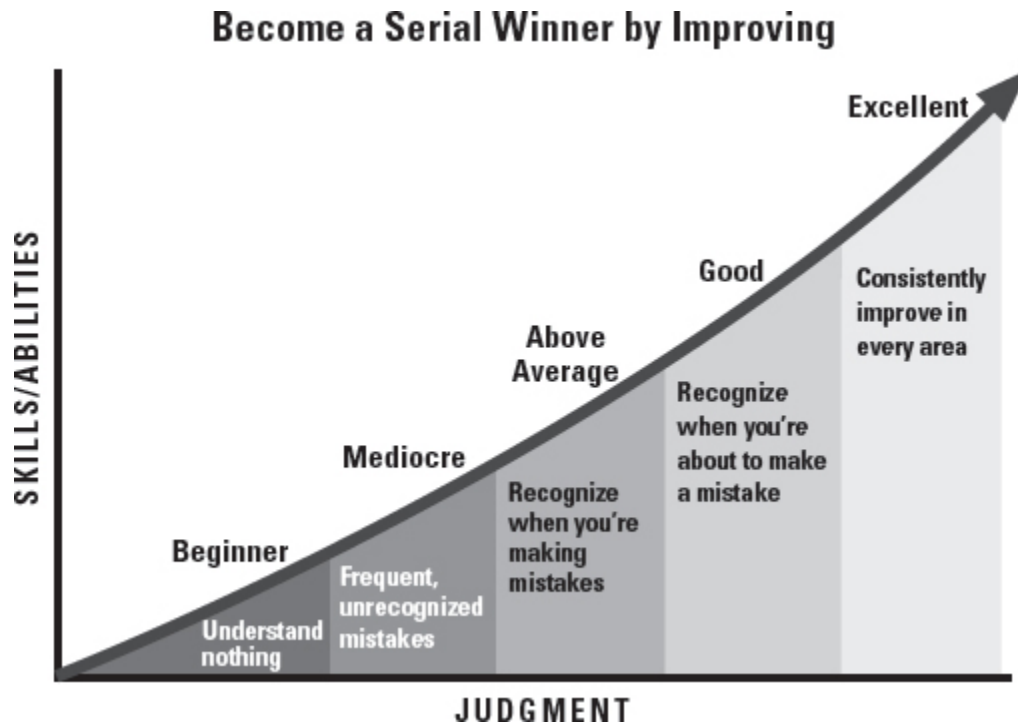 Become a Serial Winner by Improving
SKILLS/ABILITIES
Excellent
Good
Above
Average
Mediocre
Beginner
Understand
nothing
Frequent,
unrecognized
mistakes
Recognize
when you're
making
mistakes
Recognize
when you're
about to make
a mistake
Consistently
improve in
every area
JUDGMENT